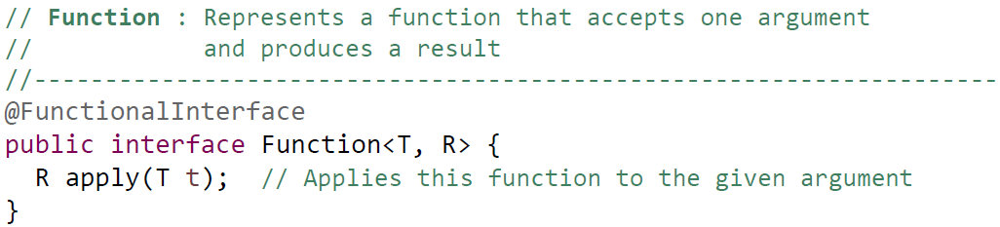 // Function : Represents a function that accepts one argument
//            and produces a result
//--------------------------------------------------------------------
@FunctionalInterface
public interface Function<T, R> {
  R apply(T t);  // Applies this function to the given argument
}